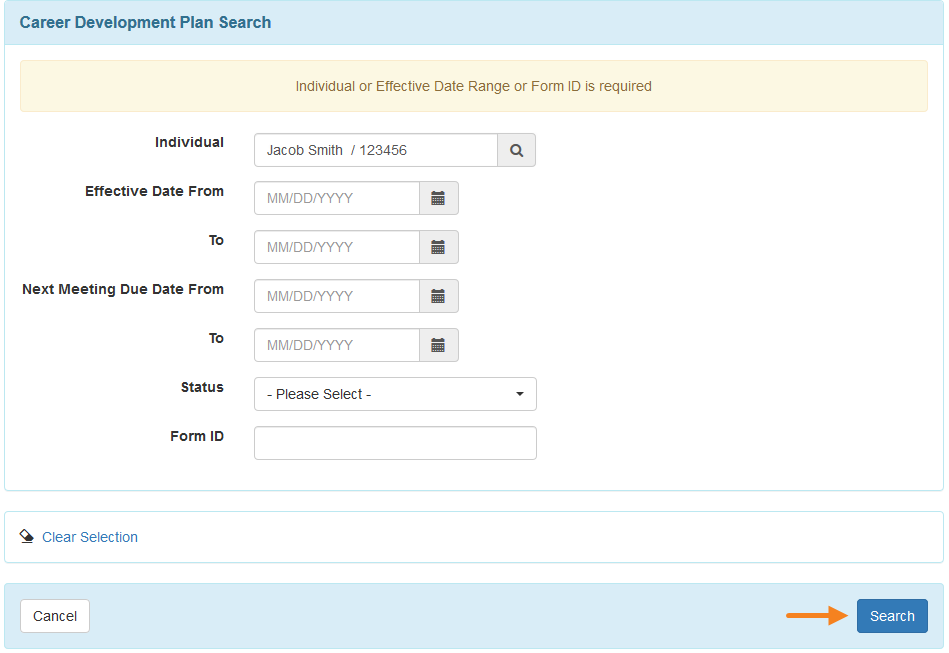 Career Development Plan Search
Individual or Effective Date Range or Form ID is required
Individual
Jacob Smith / 123456
Effective Date From
MM/DD/YYYY
To
MM/DD/YYYY
Next Meeting Due Date From
MM/DD/YYYY
To
MM/DD/YYYY
Status
- Please Select -
Form ID
Clear Selection
Cancel
Search